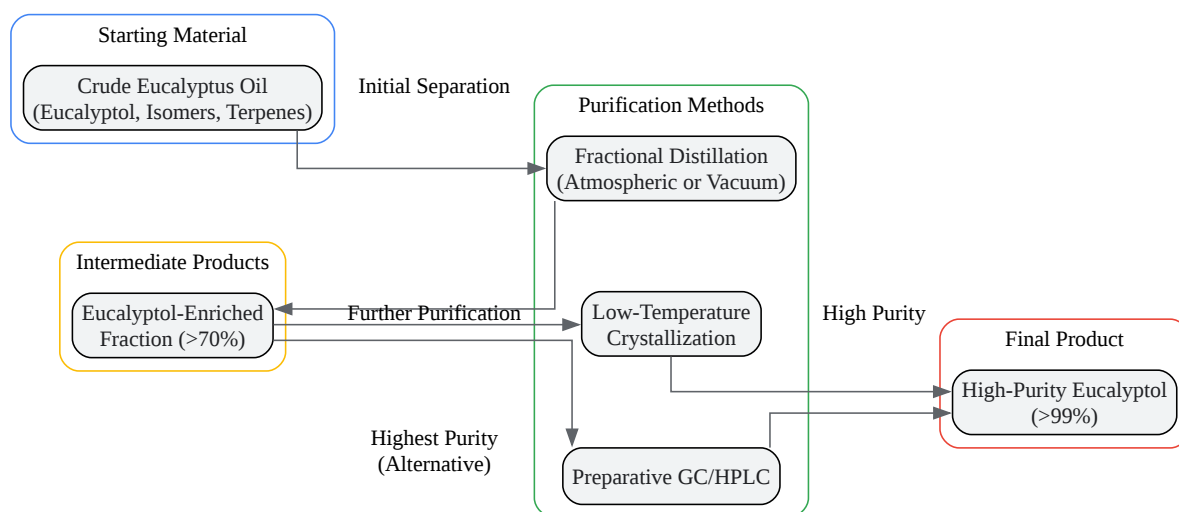 Starting Material
Crude Eucalyptus Oil
(Eucalyptol, Isomers, Terpenes)
Initial Separation
Purification Methods
Fractional Distillation
(Atmospheric or Vacuum)
Intermediate Products
Eucalyptol-Enriched
Fraction (>70%)
Further Purification
Low-Temperature
Crystallization
High Purity
Final Product
High-Purity Eucalyptol
(>99%)
Highest Purity
(Alternative)
Preparative GC/HPLC